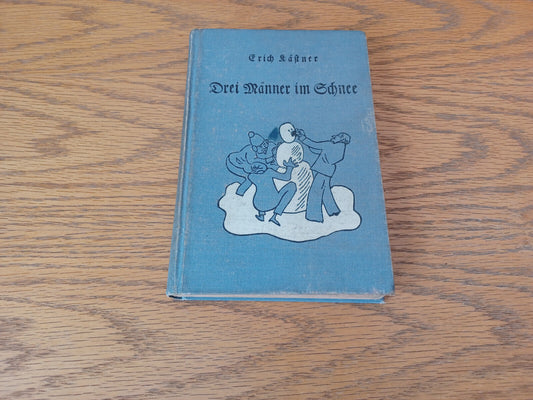 Erich Kästner
Drei Männer im Schnee